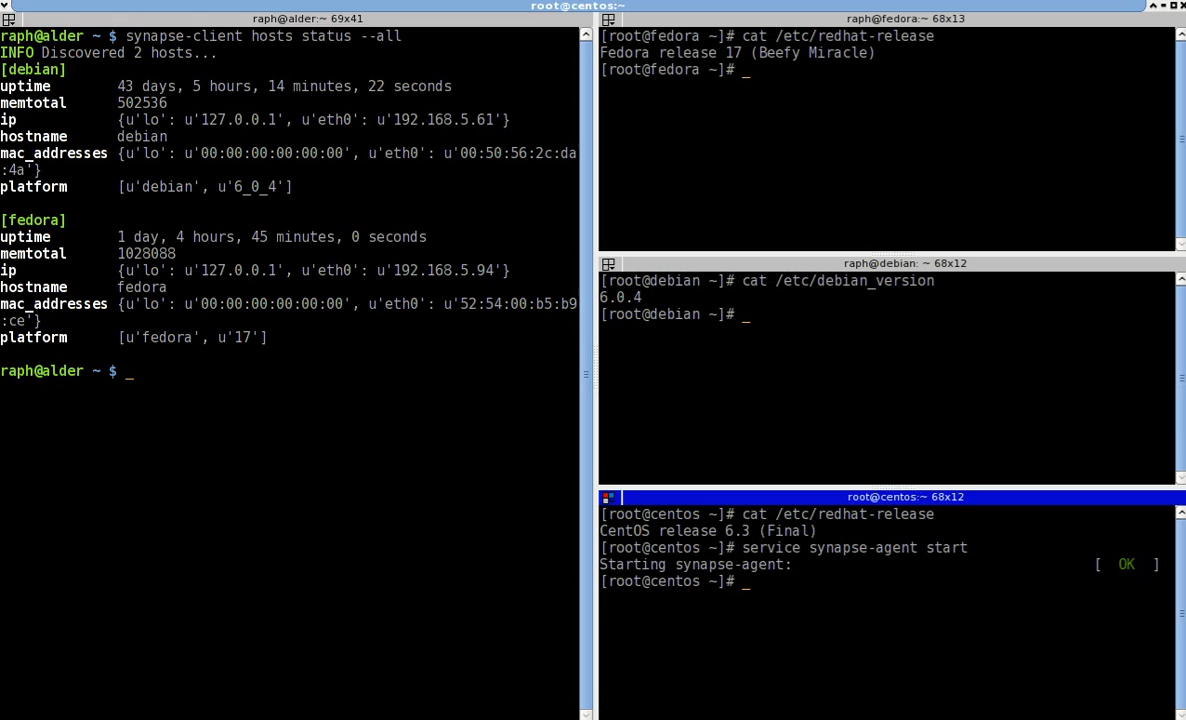 root@centos:~
raph@alder:~ 69x41
raph@alder ~ $ synapse-client hosts status --all
INFO Discovered 2 hosts...
[debian]
uptime        43 days, 5 hours, 14 minutes, 22 seconds
memtotal      502536
ip            {u'lo': u'127.0.0.1', u'eth0': u'192.168.5.61'}
hostname      debian
mac_addresses {u'lo': u'00:00:00:00:00:00', u'eth0': u'00:50:56:2c:da
:4a'}
platform      [u'debian', u'6_0_4']
[fedora]
uptime        1 day, 4 hours, 45 minutes, 0 seconds
memtotal      1028088
ip            {u'lo': u'127.0.0.1', u'eth0': u'192.168.5.94'}
hostname      fedora
mac_addresses {u'lo': u'00:00:00:00:00:00', u'eth0': u'52:54:00:b5:b9
:ce'}
platform      [u'fedora', u'17']
raph@alder ~ $ _
raph@fedora:~ 68x13
[root@fedora ~]# cat /etc/redhat-release
Fedora release 17 (Beefy Miracle)
[root@fedora ~]# _
raph@debian: ~ 68x12
[root@debian ~]# cat /etc/debian_version
6.0.4
[root@debian ~]# _
root@centos:~ 68x12
[root@centos ~]# cat /etc/redhat-release
CentOS release 6.3 (Final)
[root@centos ~]# service synapse-agent start
Starting synapse-agent:                                    [  OK  ]
[root@centos ~]# _